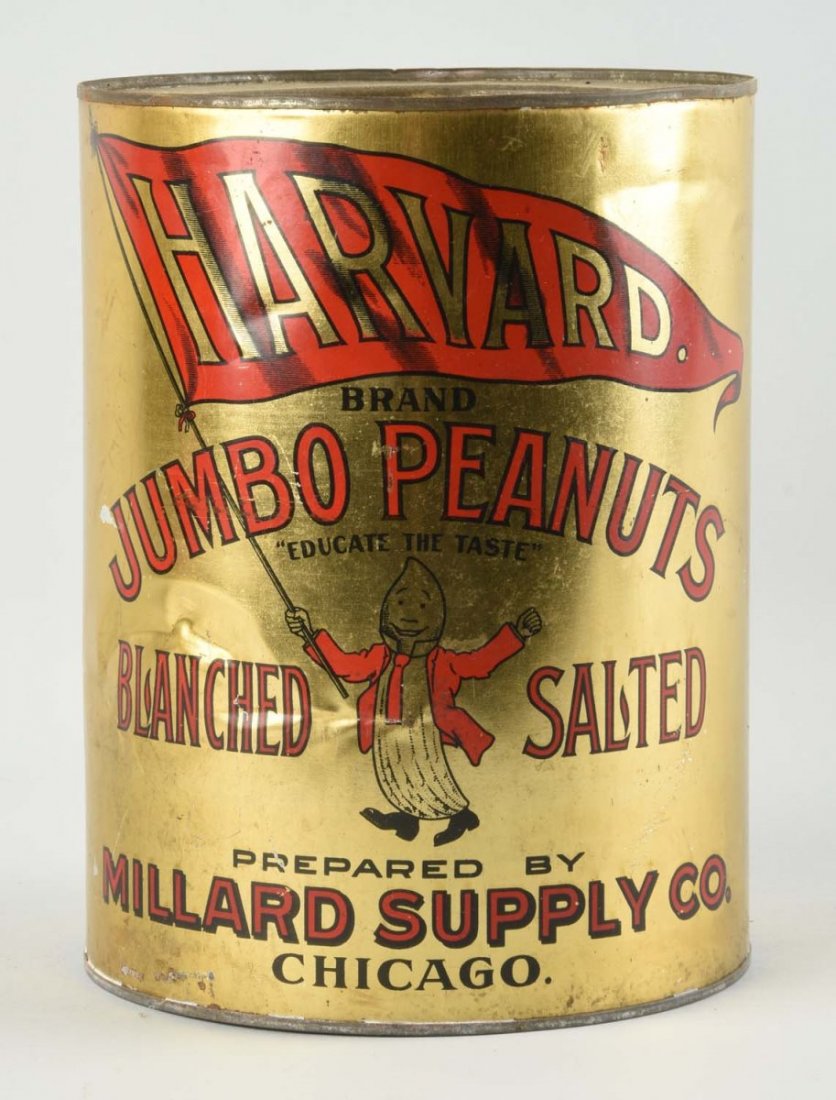 HARVARD.
BRAND
JUMBO PEANUTS
"EDUCATE THE TASTE"
BLANCHED SALTED
PREPARED BY
MILLARD SUPPLY CO.
CHICAGO.